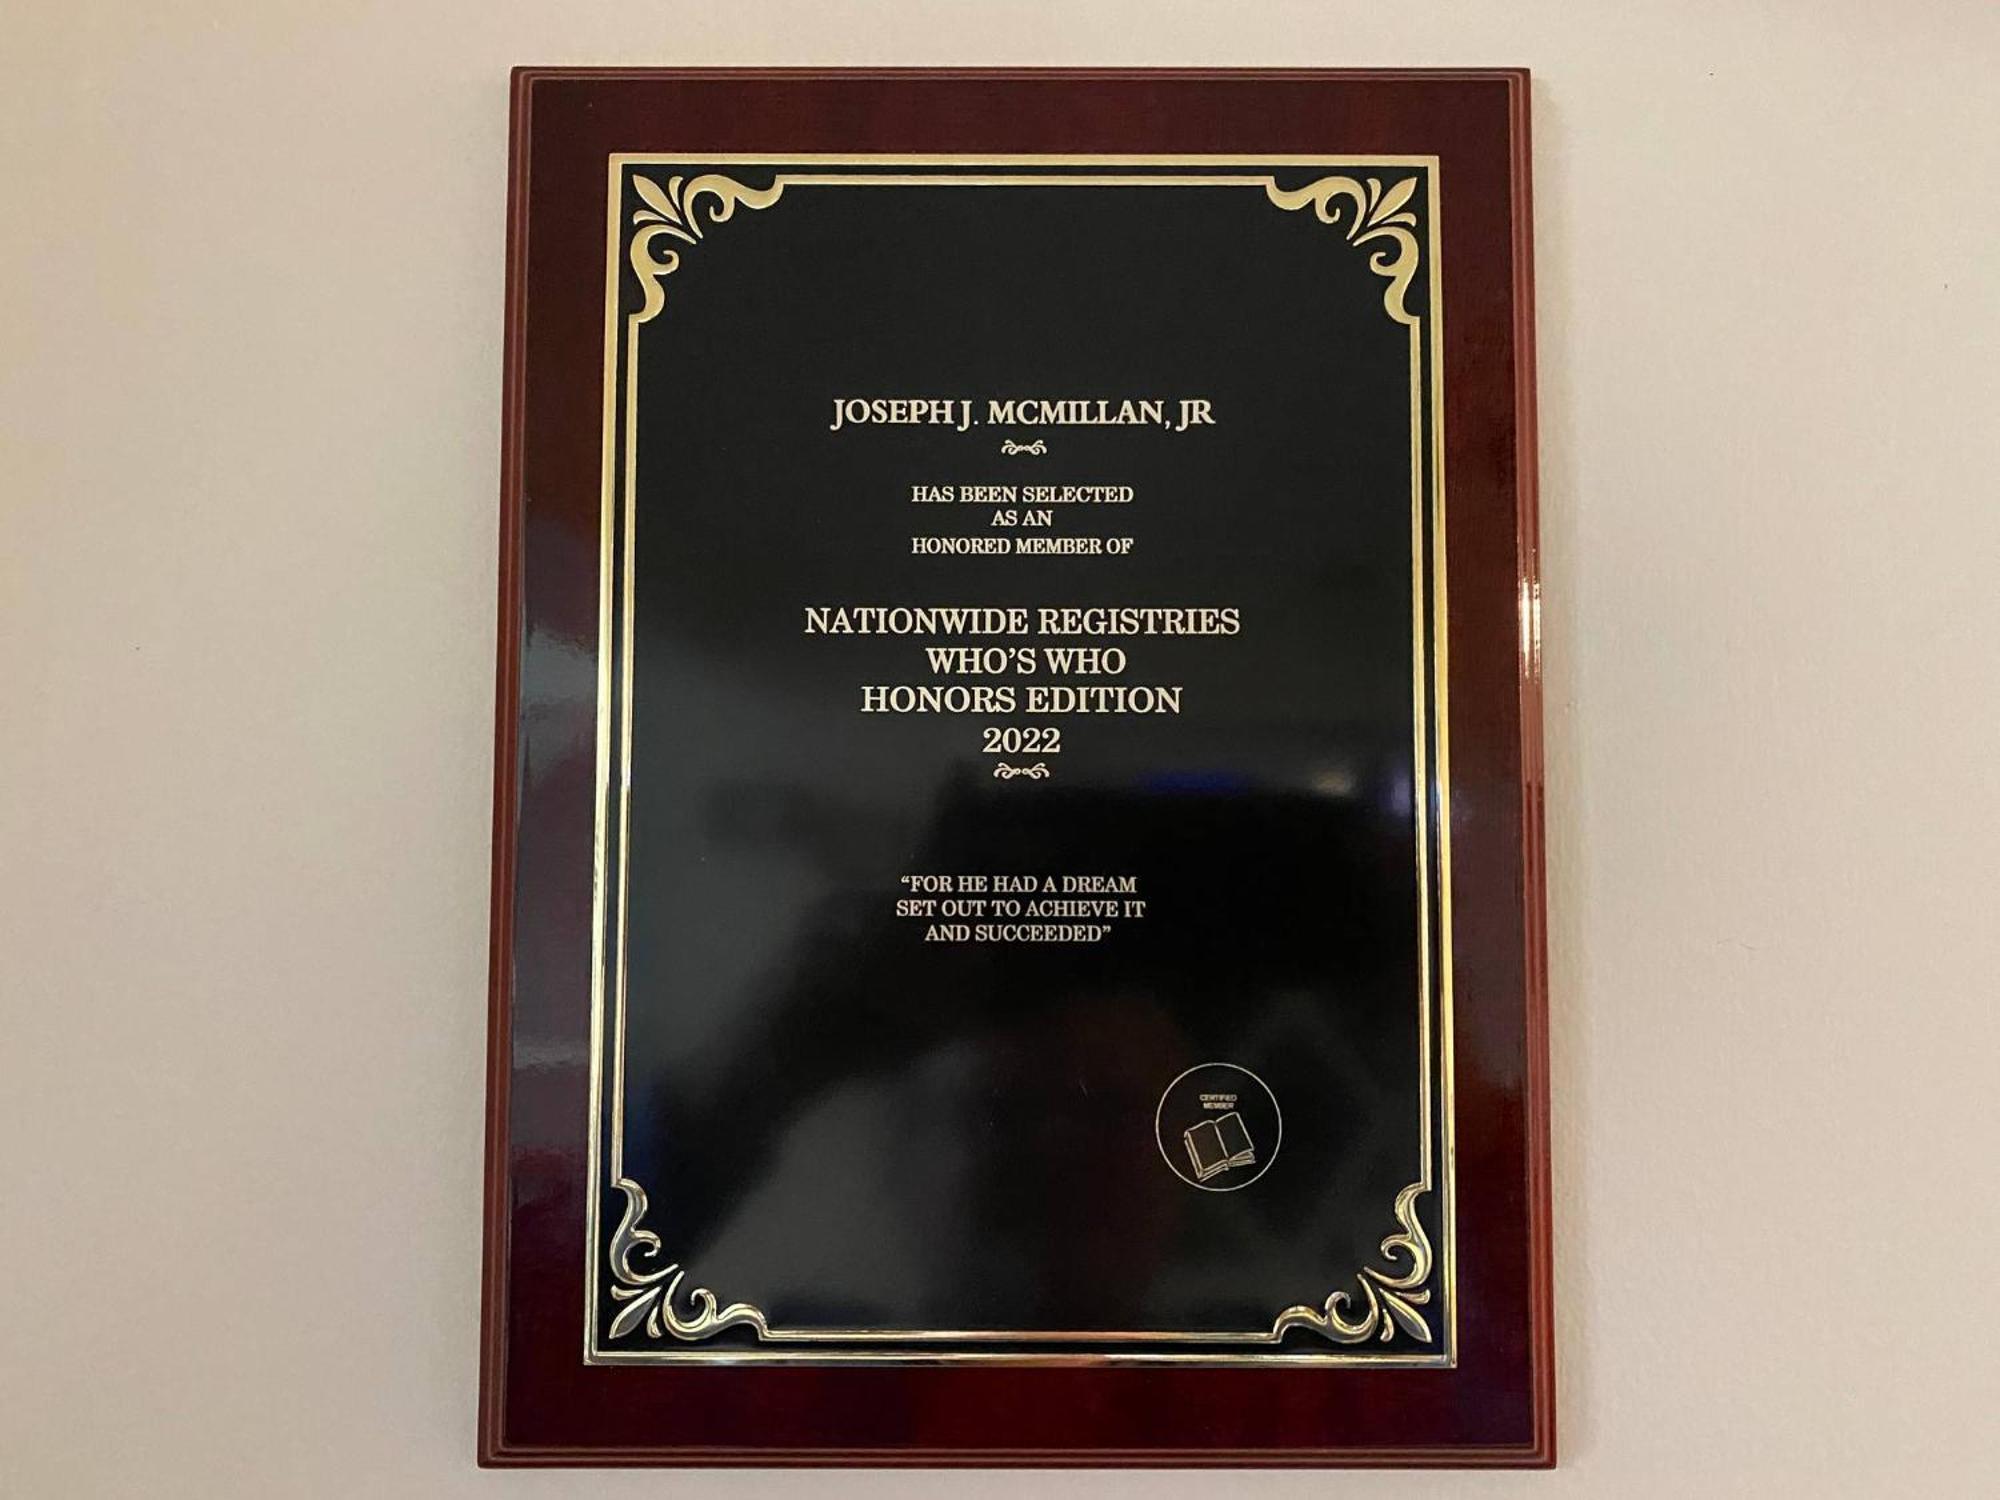 JOSEPH J. MCMILLAN, JR
HAS BEEN SELECTED
AS AN
HONORED MEMBER OF
NATIONWIDE REGISTRIES
WHO'S WHO
HONORS EDITION
2022
“FOR HE HAD A DREAM
SET OUT TO ACHIEVE IT
AND SUCCEEDED”
CERTIFIED
MEMBER